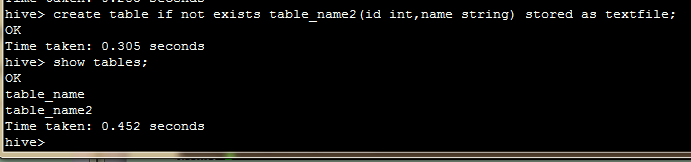 hive> create table if not exists table_name2(id int,name string) stored as textfile;
OK
Time taken: 0.305 seconds
hive> show tables;
OK
table_name
table_name2
Time taken: 0.452 seconds
hive>